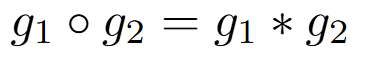 g₁ ∘ g₂ = g₁ ∗ g₂